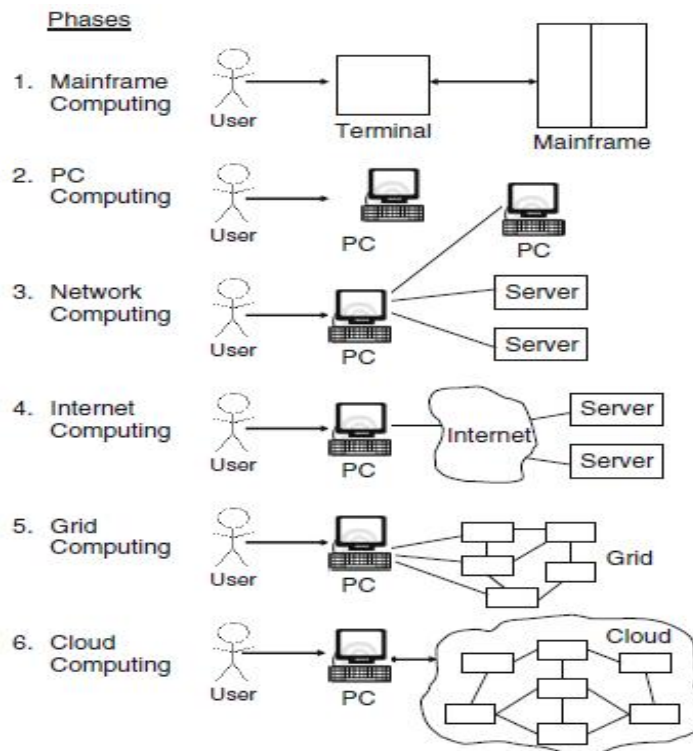 Phases
1. Mainframe
Computing
User
Terminal
Mainframe
2. PC
Computing
User
PC
PC
3. Network
Computing
User
PC
Server
Server
4. Internet
Computing
User
PC
Internet
Server
Server
5. Grid
Computing
User
PC
Grid
6. Cloud
Computing
User
PC
Cloud